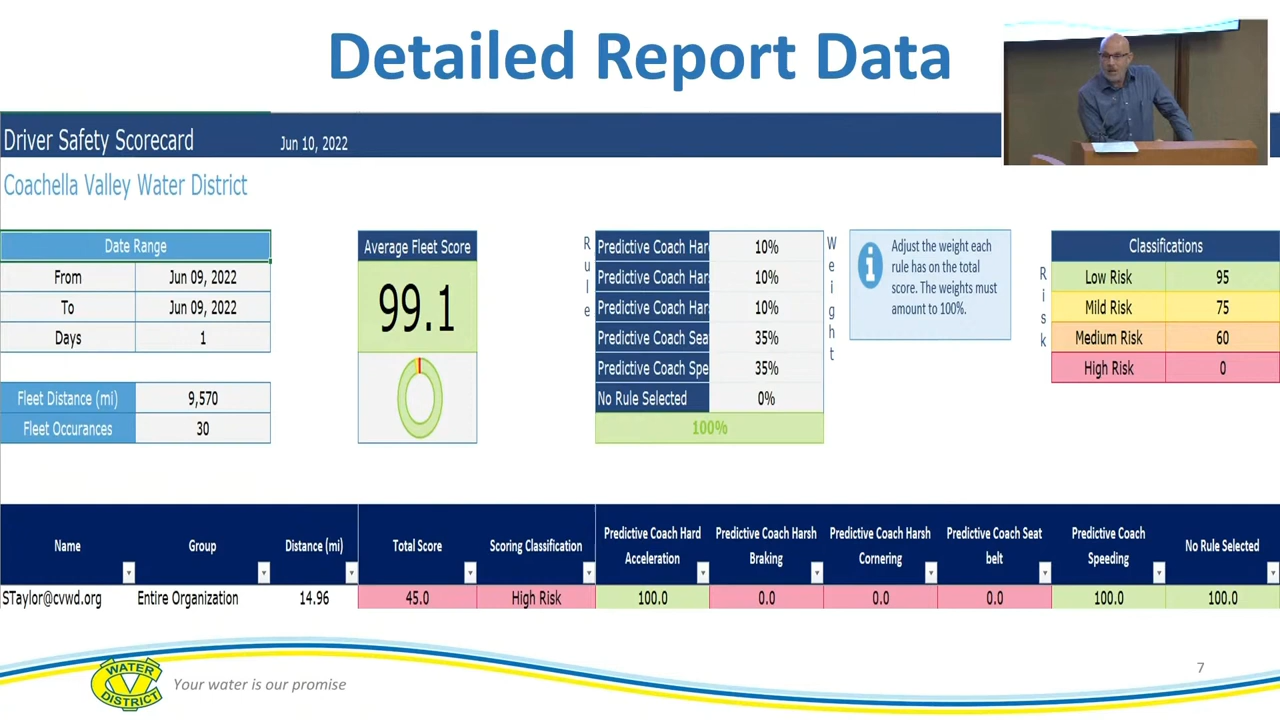 Detailed Report Data
Driver Safety Scorecard Jun 10, 2022
Coachella Valley Water District
Date Range
From Jun 09, 2022
To Jun 09, 2022
Days 1
Fleet Distance (mi) 9,570
Fleet Occurances 30
Average Fleet Score
99.1
Rule
Predictive Coach Har 10%
Predictive Coach Hars 10%
Predictive Coach Har 10%
Predictive Coach Sea 35%
Predictive Coach Spe 35%
No Rule Selected 0%
100%
Weight
Adjust the weight each
rule has on the total
score. The weights must
amount to 100%.
Risk
Classifications
Low Risk 95
Mild Risk 75
Medium Risk 60
High Risk 0
Name Group Distance (mi) Total Score Scoring Classification Predictive Coach Hard Acceleration Predictive Coach Harsh Braking Predictive Coach Harsh Cornering Predictive Coach Seat belt Predictive Coach Speeding No Rule Selected
STaylor@cvwd.org Entire Organization 14.96 45.0 High Risk 100.0 0.0 0.0 0.0 100.0 100.0
WATER
CV
DISTRICT
Your water is our promise
7